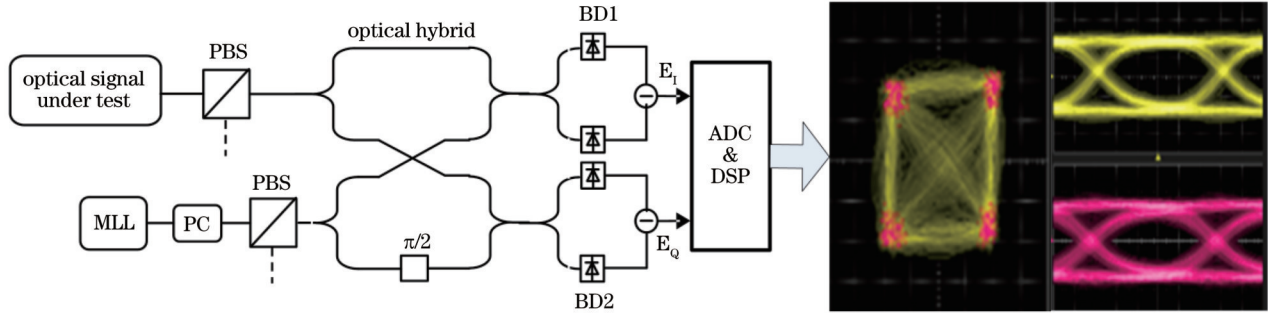 optical signal
under test
PBS
optical hybrid
BD1
E_I
ADC
&
DSP
MLL
PC
PBS
π/2
E_Q
BD2